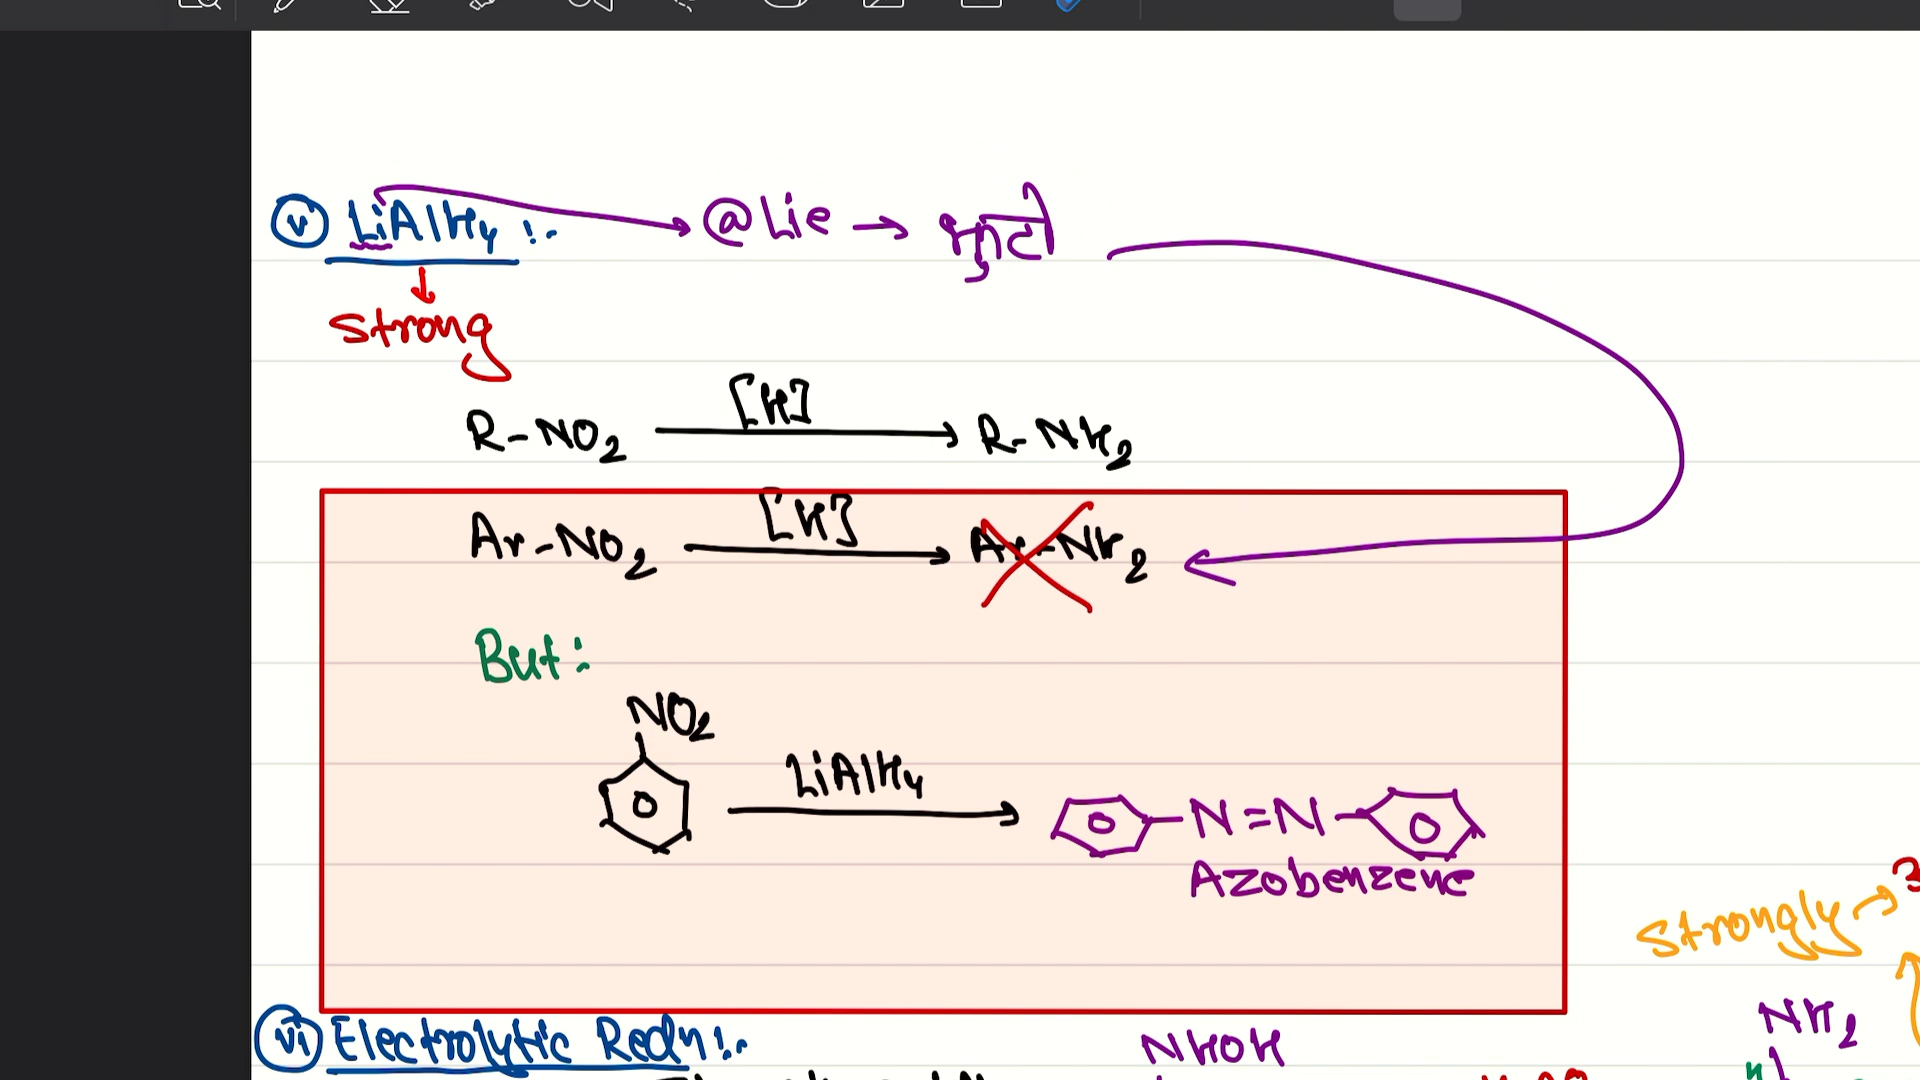 (v) LiAlH4 :- → @Lie → झूठा
↓
Strong
R-NO2 —[H]→ R-NH2
Ar-NO2 —[H]→ Ar-NH2
But:
NO2
LiAlH4
N=N
Azobenzene
Strongly → 3
(vi) Electrolytic Redn:-
NHOH
NH2